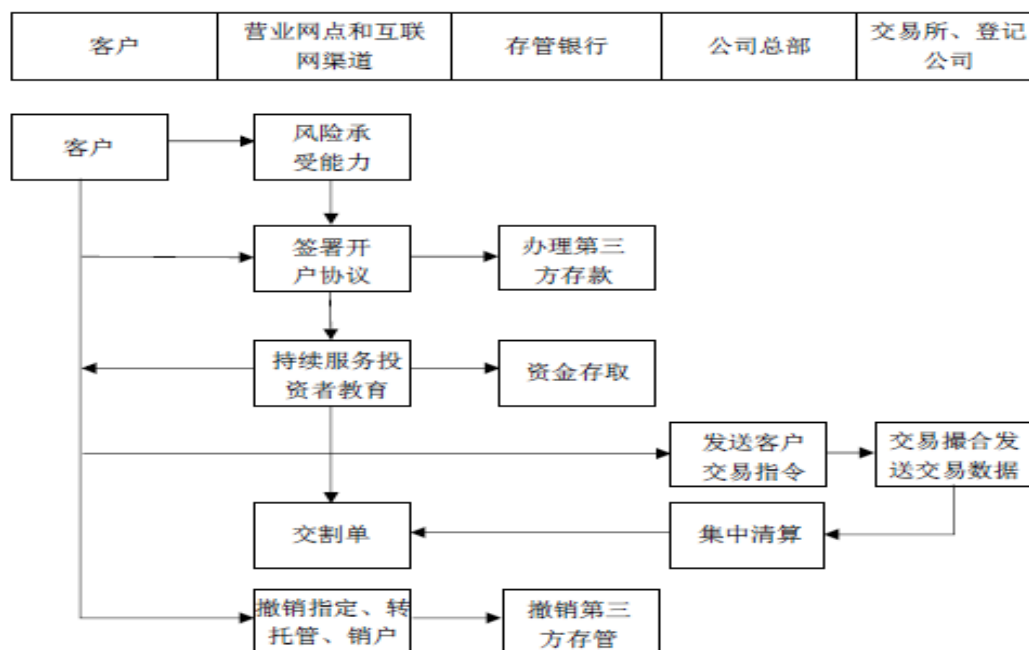 客户
营业网点和互联
网渠道
存管银行
公司总部
交易所、登记
公司
客户
风险承
受能力
签署开
户协议
办理第三
方存款
持续服务投
资者教育
资金存取
发送客户
交易指令
交易撮合发
送交易数据
交割单
集中清算
撤销指定、转
托管、销户
撤销第三
方存管